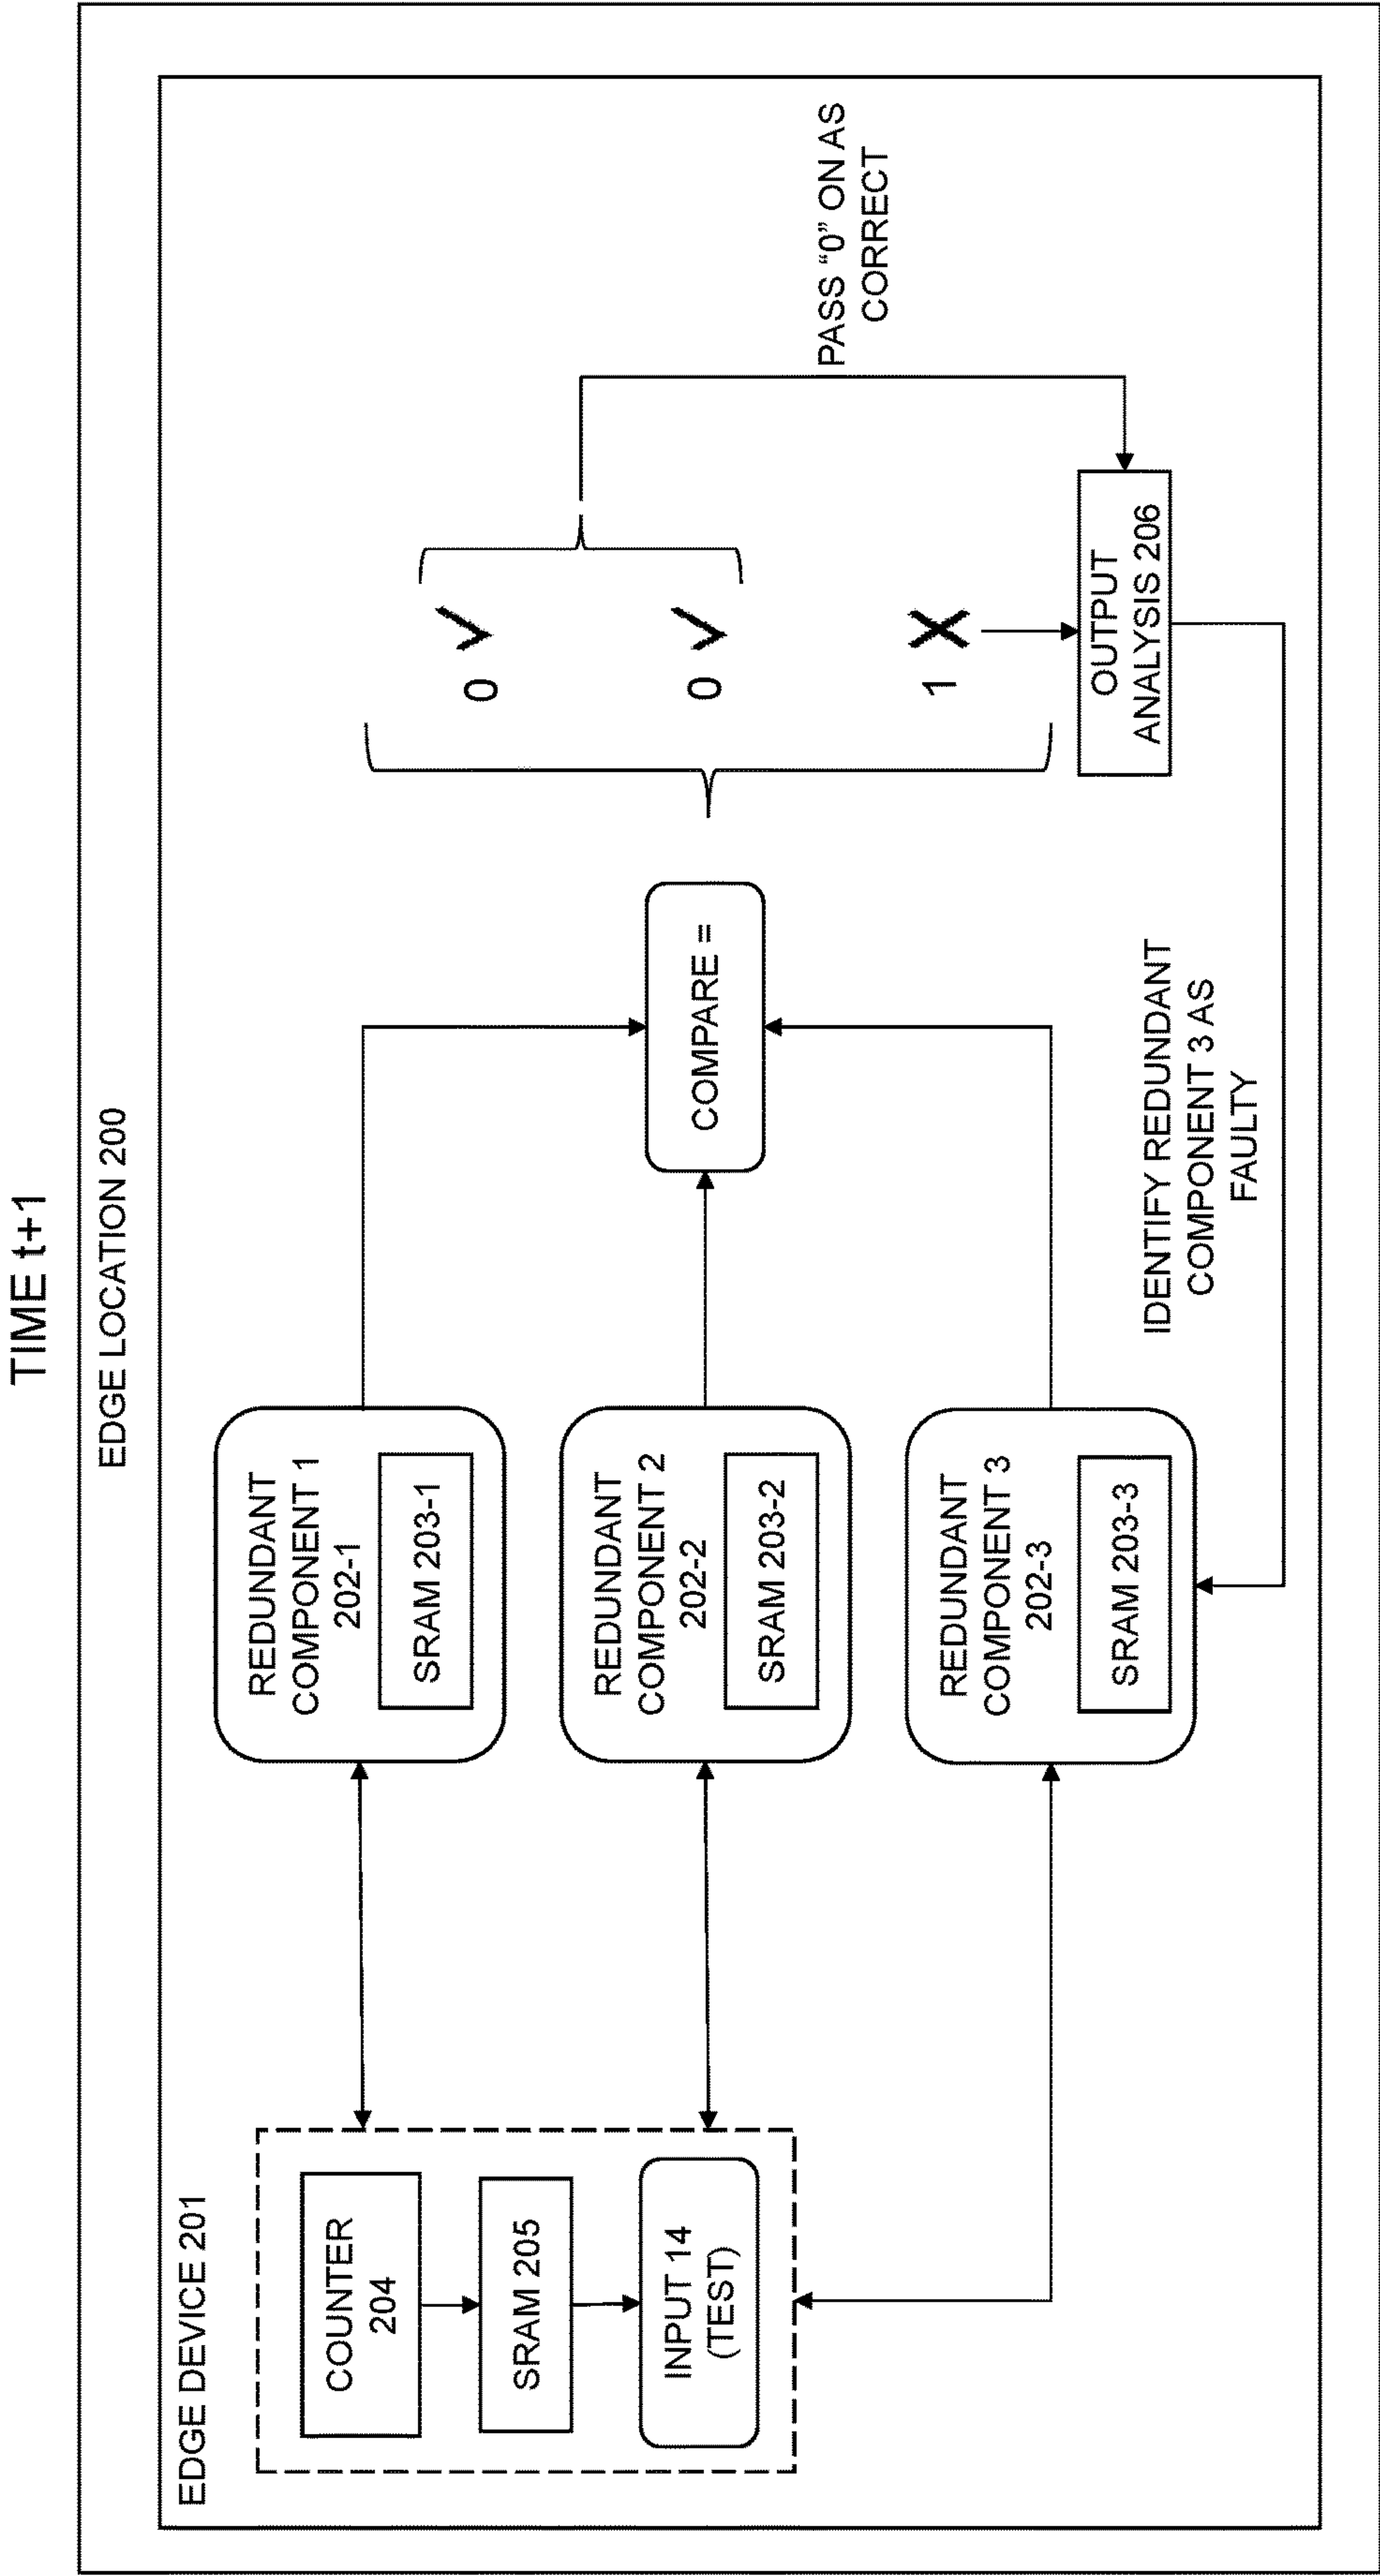 TIME t+1
EDGE LOCATION 200
EDGE DEVICE 201
COUNTER
204
SRAM 205
INPUT 14
(TEST)
REDUNDANT
COMPONENT 1
202-1
SRAM 203-1
REDUNDANT
COMPONENT 2
202-2
SRAM 203-2
REDUNDANT
COMPONENT 3
202-3
SRAM 203-3
COMPARE =
0
0
1
PASS “0” ON AS
CORRECT
OUTPUT
ANALYSIS 206
IDENTIFY REDUNDANT
COMPONENT 3 AS
FAULTY